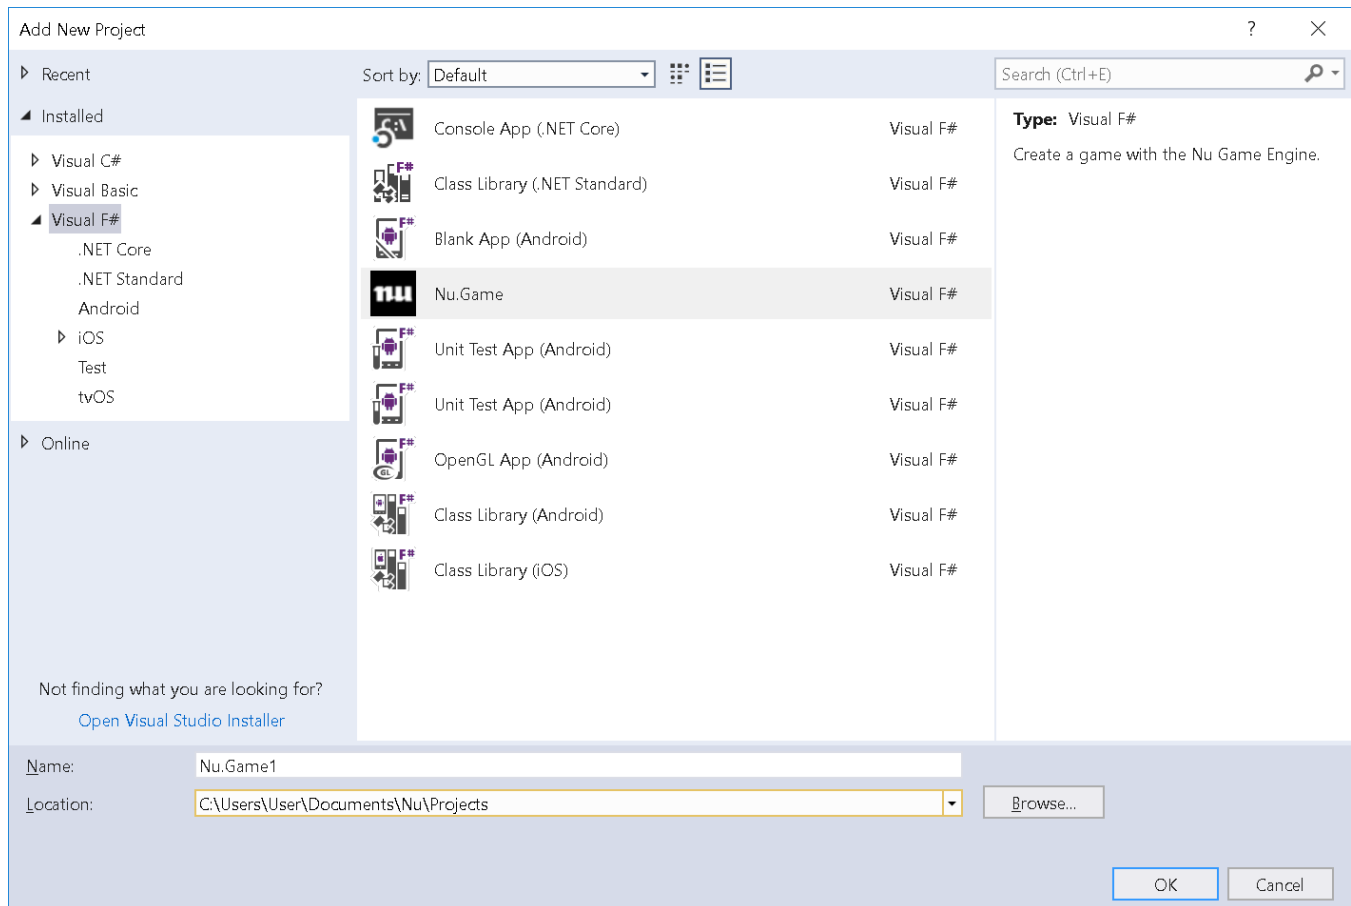 Add New Project
?
Recent
Sort by: Default
Search (Ctrl+E)
Installed
Visual C#
Visual Basic
Visual F#
.NET Core
.NET Standard
Android
iOS
Test
tvOS
Online
Not finding what you are looking for?
Open Visual Studio Installer
Console App (.NET Core) Visual F#
Class Library (.NET Standard) Visual F#
Blank App (Android) Visual F#
nu Nu.Game Visual F#
Unit Test App (Android) Visual F#
Unit Test App (Android) Visual F#
OpenGL App (Android) Visual F#
Class Library (Android) Visual F#
Class Library (iOS) Visual F#
Type: Visual F#
Create a game with the Nu Game Engine.
Name: Nu.Game1
Location: C:\Users\User\Documents\Nu\Projects
Browse...
OK Cancel